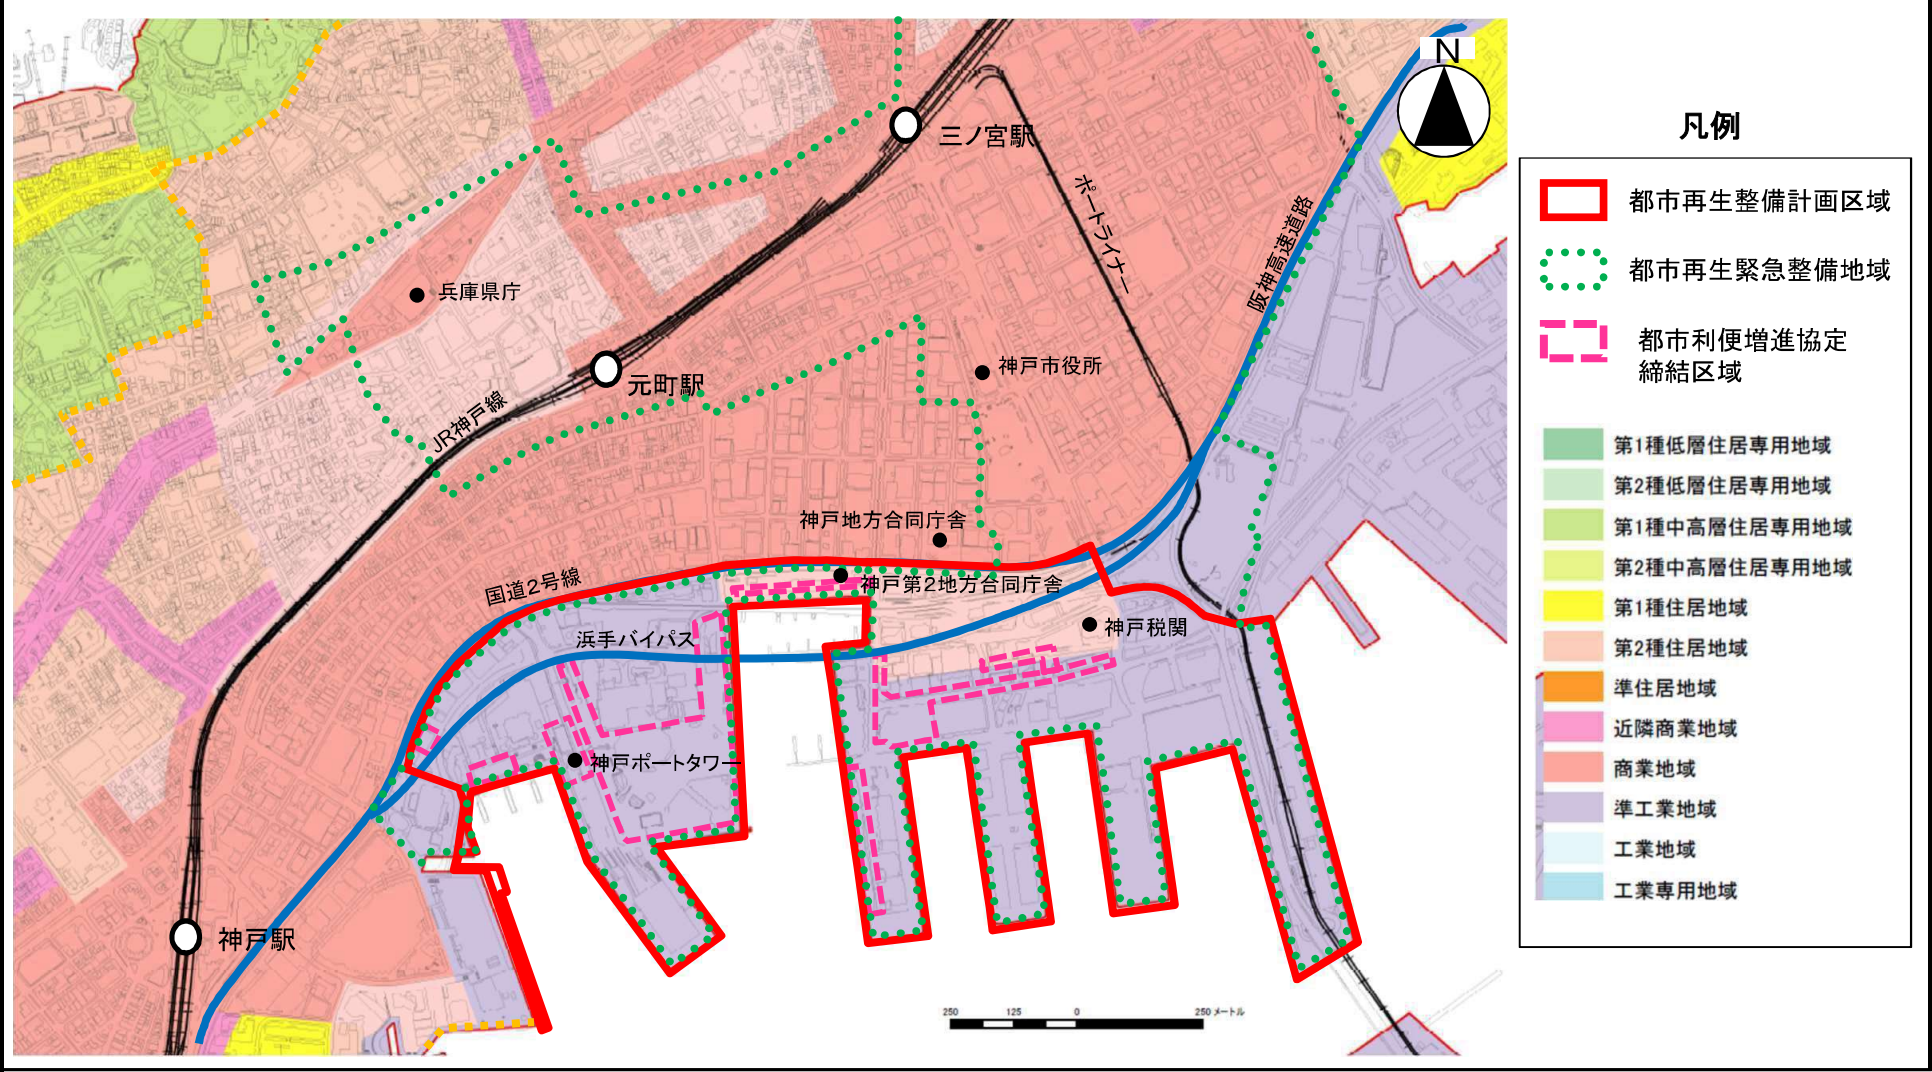 N
三ノ宮駅
ポートライナー
阪神高速道路
兵庫県庁
元町駅
JR神戸線
神戸市役所
神戸地方合同庁舎
国道2号線
神戸第2地方合同庁舎
浜手バイパス
神戸税関
神戸ポートタワー
神戸駅
250 125 0 250 メートル
凡例
都市再生整備計画区域
都市再生緊急整備地域
都市利便増進協定
締結区域
第1種低層住居専用地域
第2種低層住居専用地域
第1種中高層住居専用地域
第2種中高層住居専用地域
第1種住居地域
第2種住居地域
準住居地域
近隣商業地域
商業地域
準工業地域
工業地域
工業専用地域